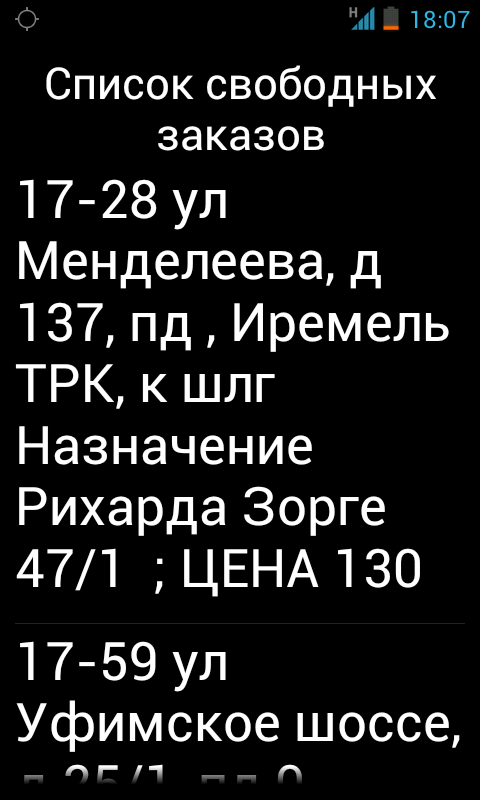 H
18:07
Список свободных
заказов
17-28 ул
Менделеева, д
137, пд , Иремель
ТРК, к шлг
Назначение
Рихарда Зорге
47/1 ; ЦЕНА 130
17-59 ул
Уфимское шоссе,